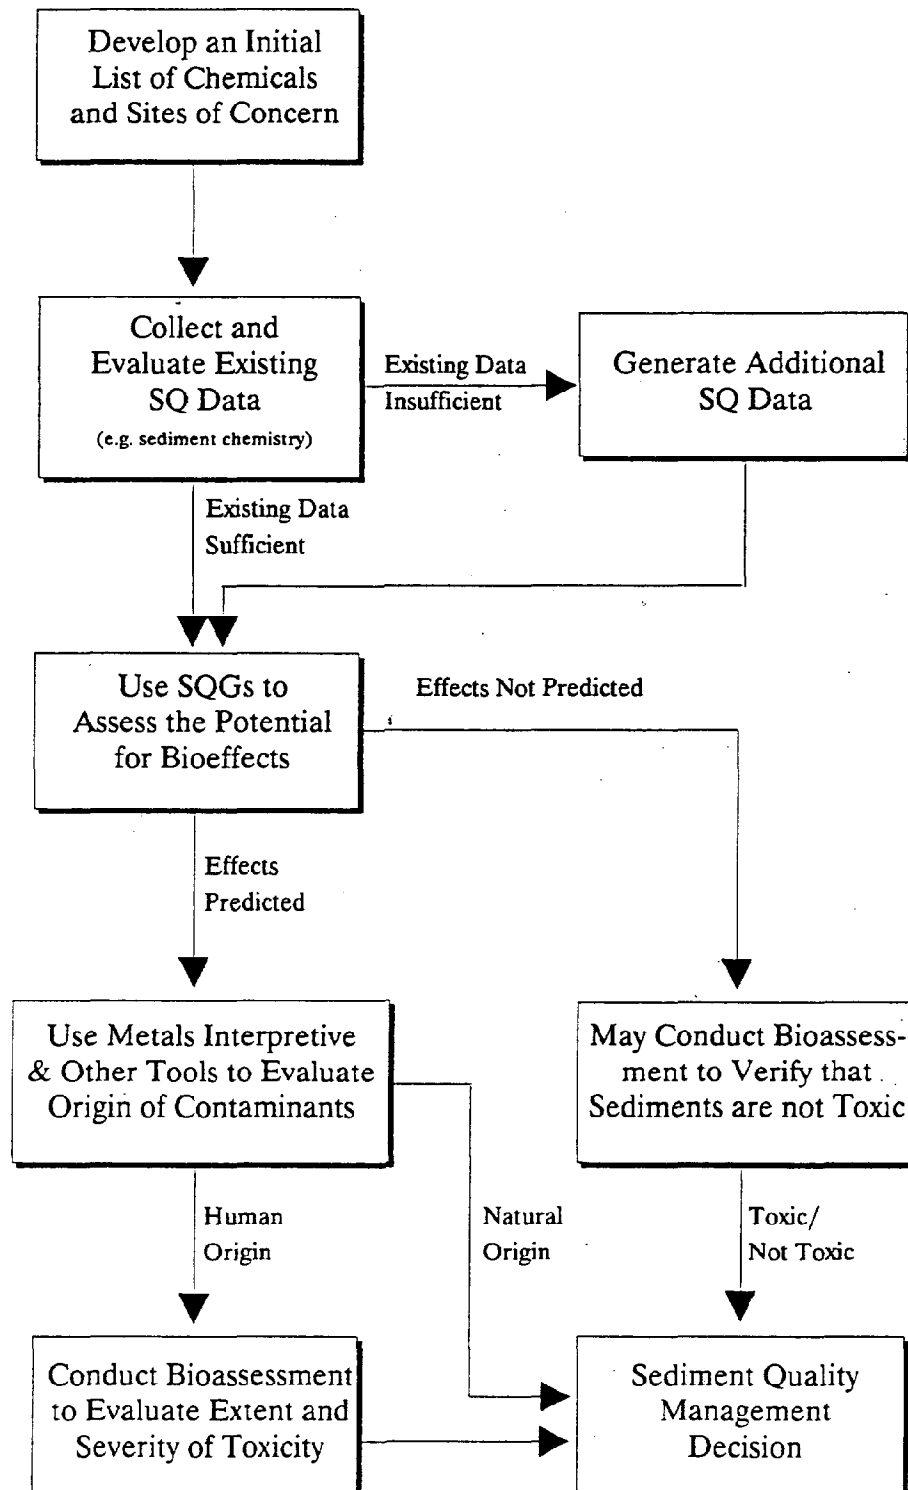 Develop an Initial
List of Chemicals
and Sites of Concern
Collect and
Evaluate Existing
SQ Data
(e.g. sediment chemistry)
Existing Data
Insufficient
Generate Additional
SQ Data
Existing Data
Sufficient
Use SQGs to
Assess the Potential
for Bioeffects
Effects Not Predicted
Effects
Predicted
Use Metals Interpretive
& Other Tools to Evaluate
Origin of Contaminants
May Conduct Bioassess-
ment to Verify that
Sediments are not Toxic
Human
Origin
Natural
Origin
Toxic/
Not Toxic
Conduct Bioassessment
to Evaluate Extent and
Severity of Toxicity
Sediment Quality
Management
Decision